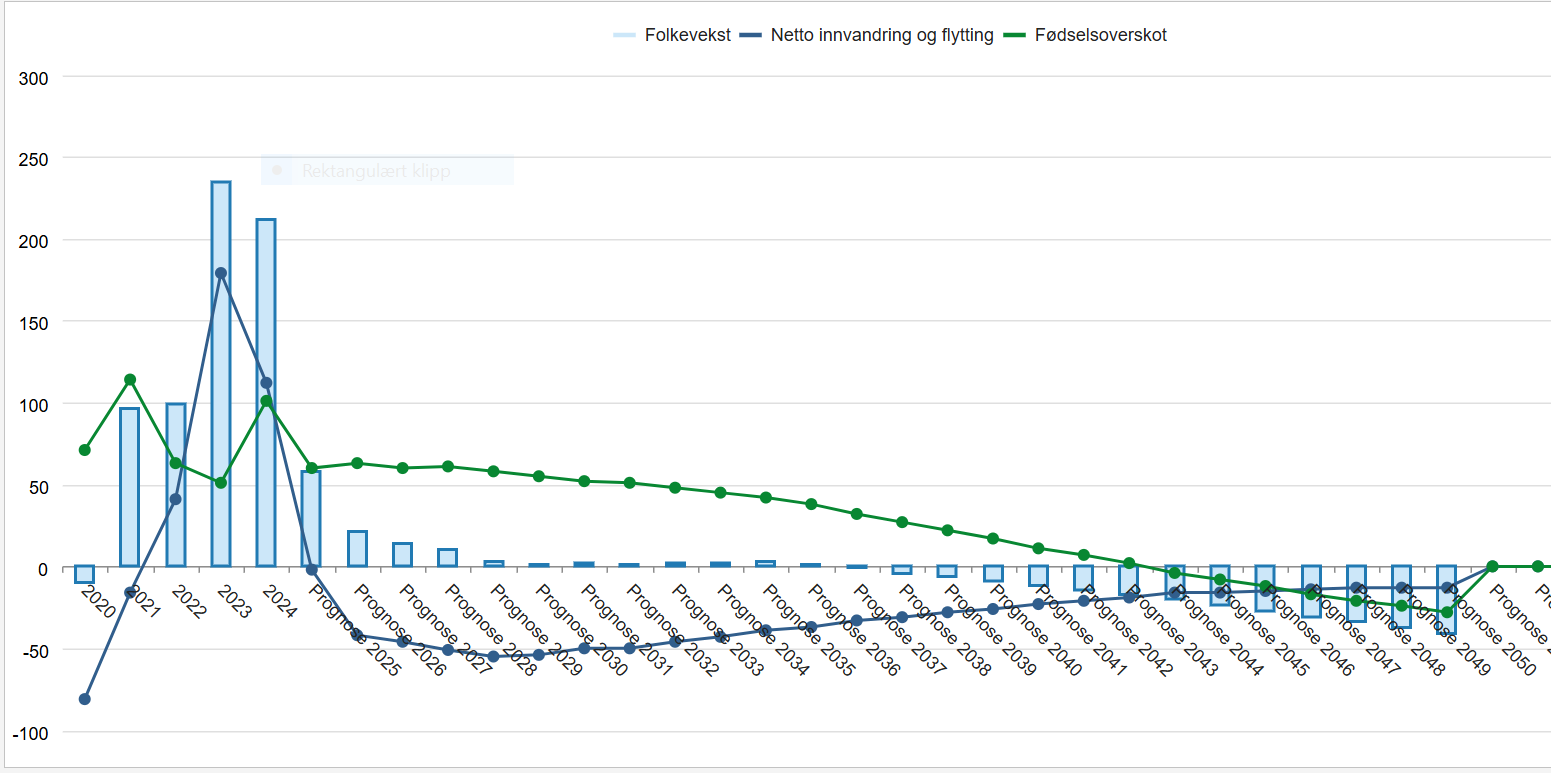 Folkevekst Netto innvandring og flytting Fødselsoverskot
300
250
Rektangulært klipp
200
150
100
50
0
-50
-100
2020
2021
2022
2023
2024
Prognose 2025
Prognose 2026
Prognose 2027
Prognose 2028
Prognose 2029
Prognose 2030
Prognose 2031
Prognose 2032
Prognose 2033
Prognose 2034
Prognose 2035
Prognose 2036
Prognose 2037
Prognose 2038
Prognose 2039
Prognose 2040
Prognose 2041
Prognose 2042
Prognose 2043
Prognose 2044
Prognose 2045
Prognose 2046
Prognose 2047
Prognose 2048
Prognose 2049
Prognose 2050